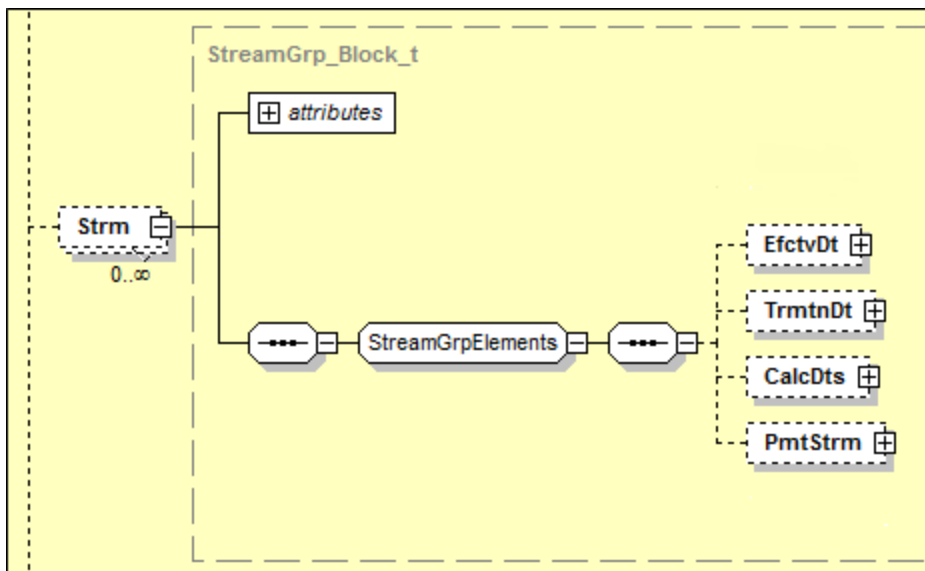 StreamGrp_Block_t
attributes
Strm
0..∞
StreamGrpElements
EfctvDt
TrmtnDt
CalcDts
PmtStrm